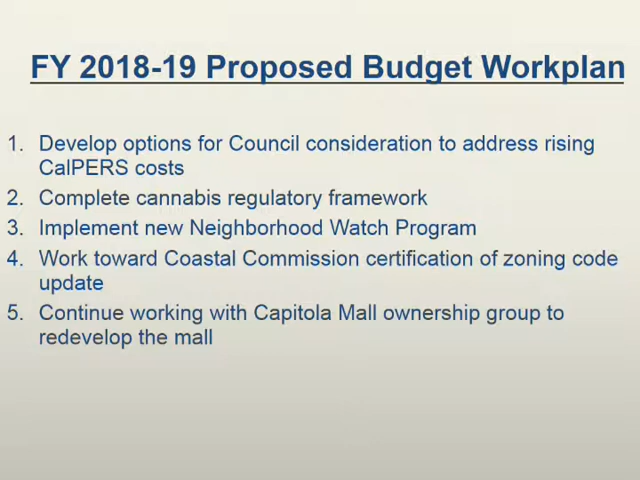 FY 2018-19 Proposed Budget Workplan
1. Develop options for Council consideration to address rising
CalPERS costs
2. Complete cannabis regulatory framework
3. Implement new Neighborhood Watch Program
4. Work toward Coastal Commission certification of zoning code
update
5. Continue working with Capitola Mall ownership group to
redevelop the mall